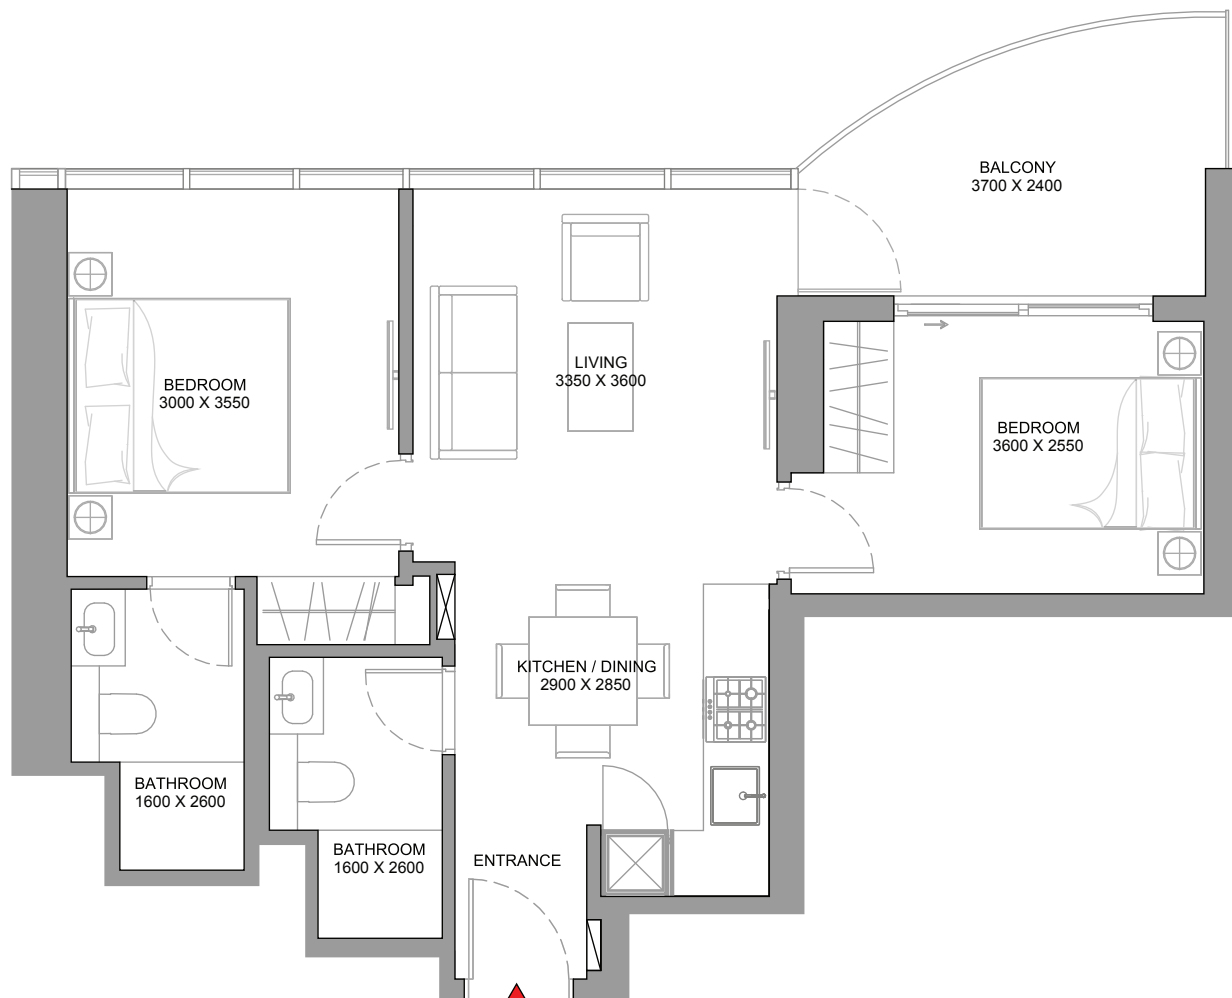 BALCONY
3700 X 2400
LIVING
3350 X 3600
BEDROOM
3000 X 3550
BEDROOM
3600 X 2550
KITCHEN / DINING
2900 X 2850
BATHROOM
1600 X 2600
BATHROOM
1600 X 2600
ENTRANCE